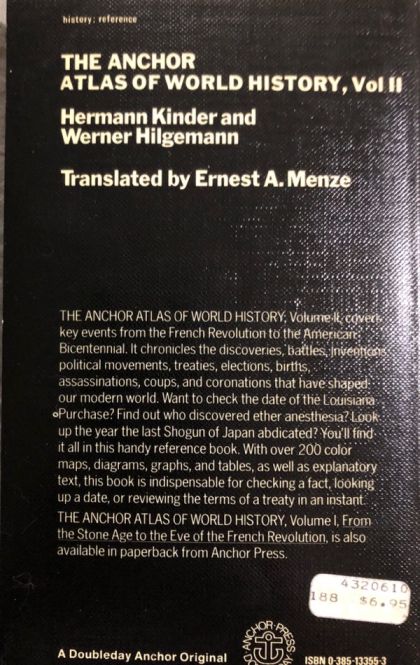 history: reference
THE ANCHOR
ATLAS OF WORLD HISTORY, Vol II
Hermann Kinder and
Werner Hilgemann
Translated by Ernest A. Menze
THE ANCHOR ATLAS OF WORLD HISTORY, Volume II, covers
key events from the French Revolution to the American
Bicentennial. It chronicles the discoveries, battles, inventions,
political movements, treaties, elections, births,
assassinations, coups, and coronations that have shaped
our modern world. Want to check the date of the Louisiana
Purchase? Find out who discovered ether anesthesia? Look
up the year the last Shogun of Japan abdicated? You'll find
it all in this handy reference book. With over 200 color
maps, diagrams, graphs, and tables, as well as explanatory
text, this book is indispensable for checking a fact, looking
up a date, or reviewing the terms of a treaty in an instant.
THE ANCHOR ATLAS OF WORLD HISTORY, Volume I, From
the Stone Age to the Eve of the French Revolution, is also
available in paperback from Anchor Press.
4320610
188 $6.95
A Doubleday Anchor Original
ANCHOR PRESS
ISBN 0-385-13355-3